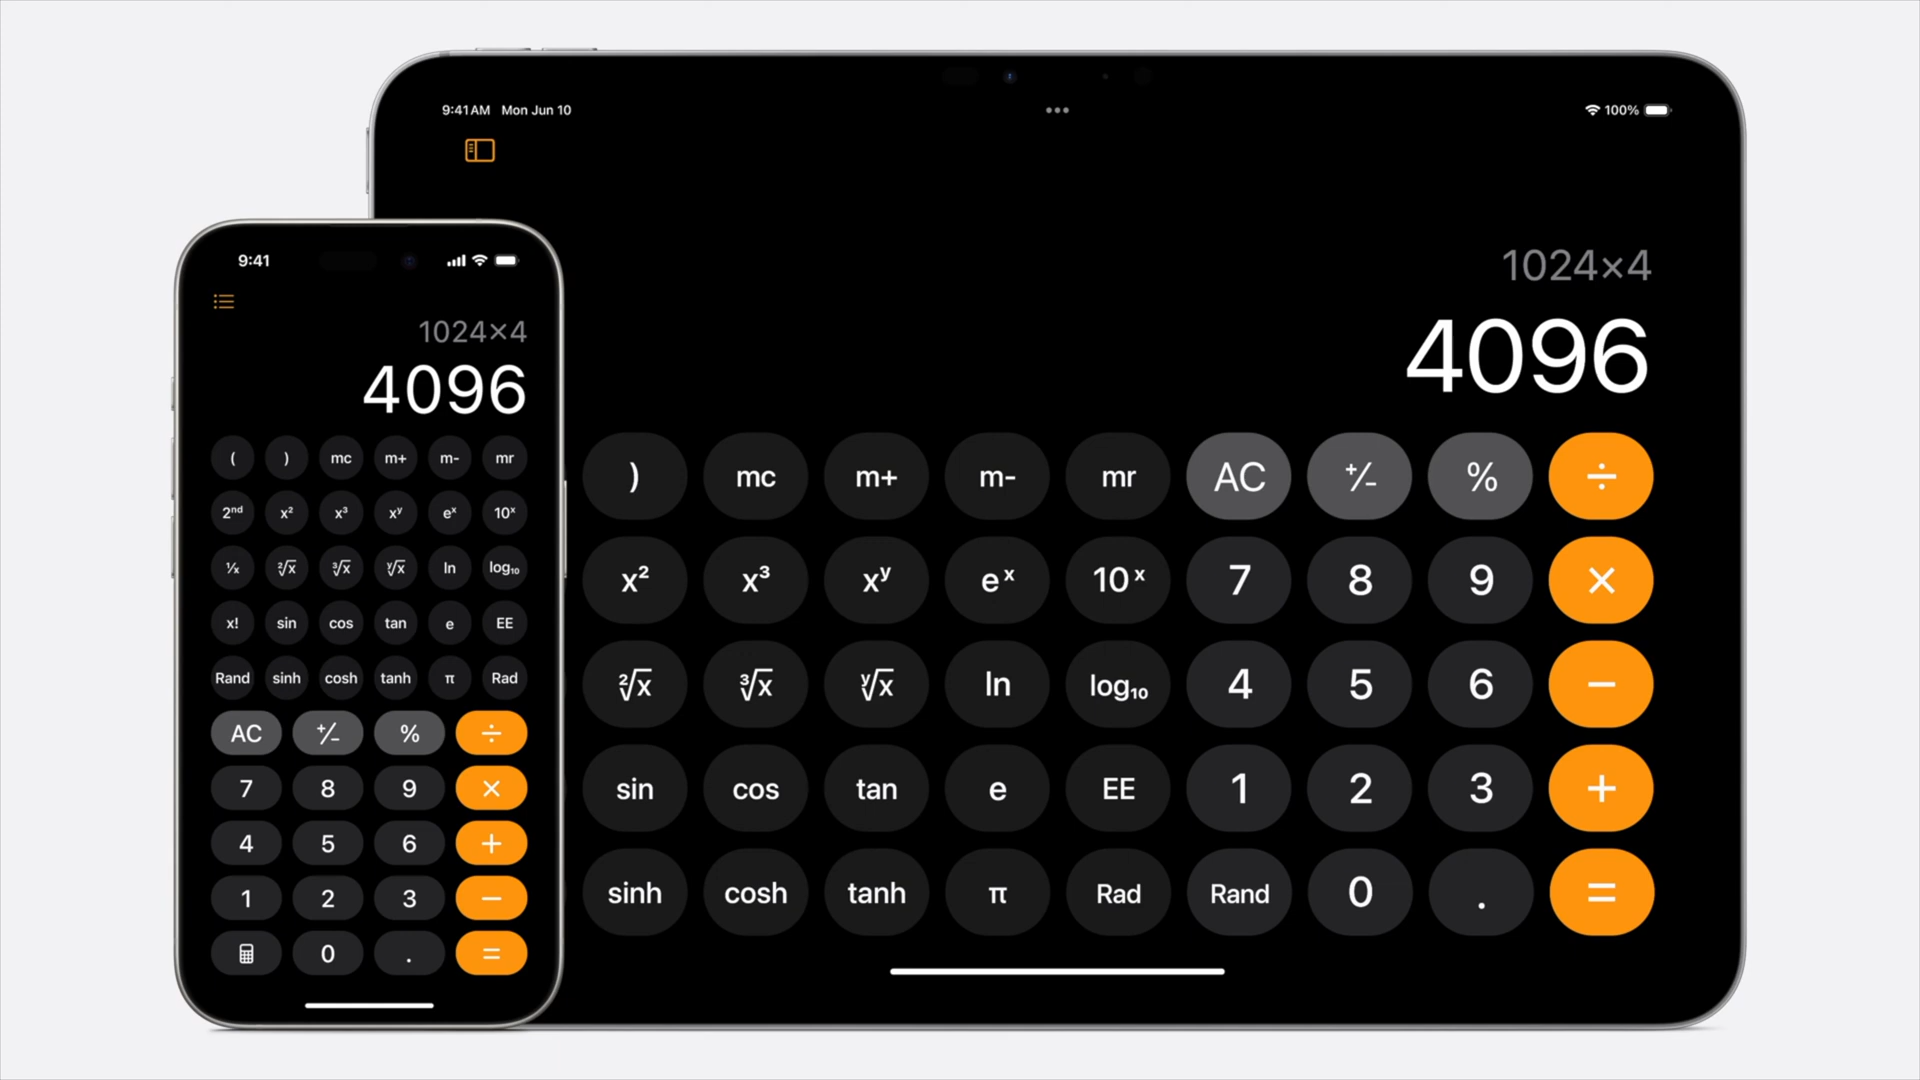 9:41 AM Mon Jun 10
100%
1024×4
4096
) mc m+ m- mr AC +/- % ÷
x² x³ xʸ eˣ 10ˣ 7 8 9 ×
²√x ³√x ʸ√x ln log₁₀ 4 5 6 −
sin cos tan e EE 1 2 3 +
sinh cosh tanh π Rad Rand 0 . =
9:41
1024×4
4096
( ) mc m+ m- mr
2ⁿᵈ x² x³ xʸ eˣ 10ˣ
¹/x ²√x ³√x ʸ√x ln log₁₀
x! sin cos tan e EE
Rand sinh cosh tanh π Rad
AC +/- % ÷
7 8 9 ×
4 5 6 +
1 2 3 −
0 . =